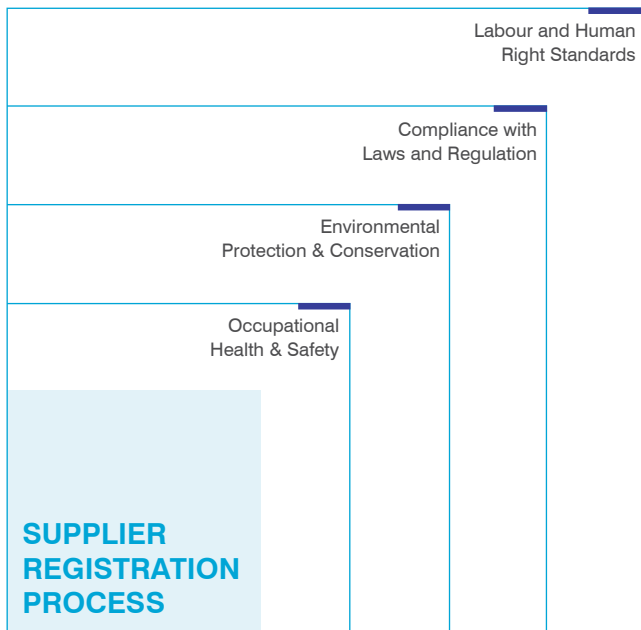 Labour and Human
Right Standards
Compliance with
Laws and Regulation
Environmental
Protection & Conservation
Occupational
Health & Safety
SUPPLIER
REGISTRATION
PROCESS